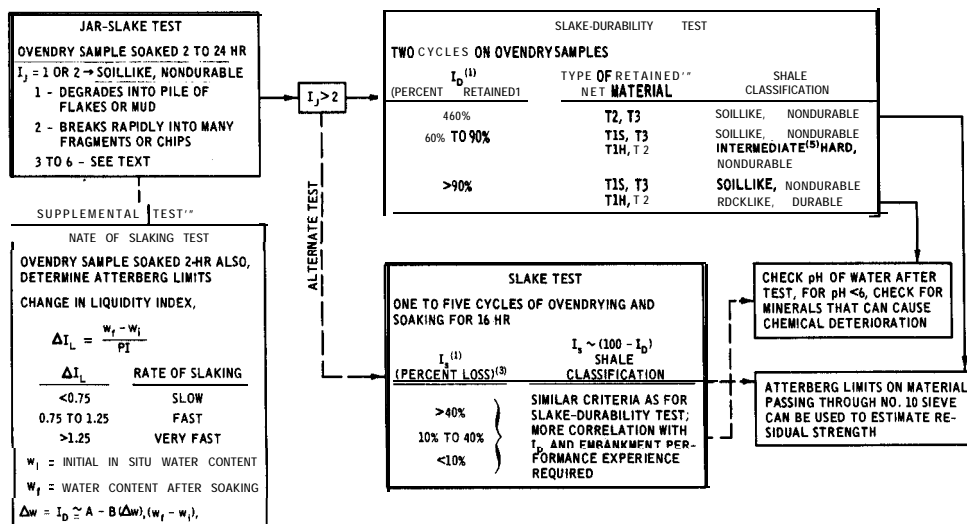 JAR-SLAKE TEST
OVENDRY SAMPLE SOAKED 2 TO 24 HR
I_J = 1 OR 2 → SOILLIKE, NONDURABLE
1 - DEGRADES INTO PILE OF
FLAKES OR MUD
2 - BREAKS RAPIDLY INTO MANY
FRAGMENTS OR CHIPS
3 TO 6 - SEE TEXT
I_J>2
SLAKE-DURABILITY TEST
TWO CYCLES ON OVENDRY SAMPLES
I_D(1)
(PERCENT RETAINED1
TYPE OF RETAINED'"
NET MATERIAL
SHALE
CLASSIFICATION
460% T2, T3 SOILLIKE, NONDURABLE
60% TO 90% T1S, T3 SOILLIKE, NONDURABLE
T1H, T 2 INTERMEDIATE(5)HARD,
NONDURABLE
>90% T1S, T3 SOILLIKE, NONDURABLE
T1H, T 2 RDCKLIKE, DURABLE
SUPPLEMENTAL TEST'"
NATE OF SLAKING TEST
OVENDRY SAMPLE SOAKED 2-HR ALSO,
DETERMINE ATTERBERG LIMITS
CHANGE IN LIQUIDITY INDEX,
ΔI_L = (w_f - w_i)/PI
ΔI_L RATE OF SLAKING
<0.75 SLOW
0.75 TO 1.25 FAST
>1.25 VERY FAST
w_i = INITIAL IN SITU WATER CONTENT
w_f = WATER CONTENT AFTER SOAKING
Δw = I_D ≃ A - B(Δw),(w_f - w_i),
ALTERNATE TEST
SLAKE TEST
ONE TO FIVE CYCLES OF OVENDRYING AND
SOAKING FOR 16 HR
I_s(1)
(PERCENT LOSS)(3)
I_s ~ (100 - I_D)
SHALE
CLASSIFICATION
>40%
10% TO 40%
<10%
SIMILAR CRITERIA AS FOR
SLAKE-DURABILITY TEST;
MORE CORRELATION WITH
I_D AND EMBANKMENT PER-
FORMANCE EXPERIENCE
REQUIRED
CHECK pH OF WATER AFTER
TEST, FOR pH <6, CHECK FOR
MINERALS THAT CAN CAUSE
CHEMICAL DETERIORATION
ATTERBERG LIMITS ON MATERIAL
PASSING THROUGH NO. 10 SIEVE
CAN BE USED TO ESTIMATE RE-
SIDUAL STRENGTH